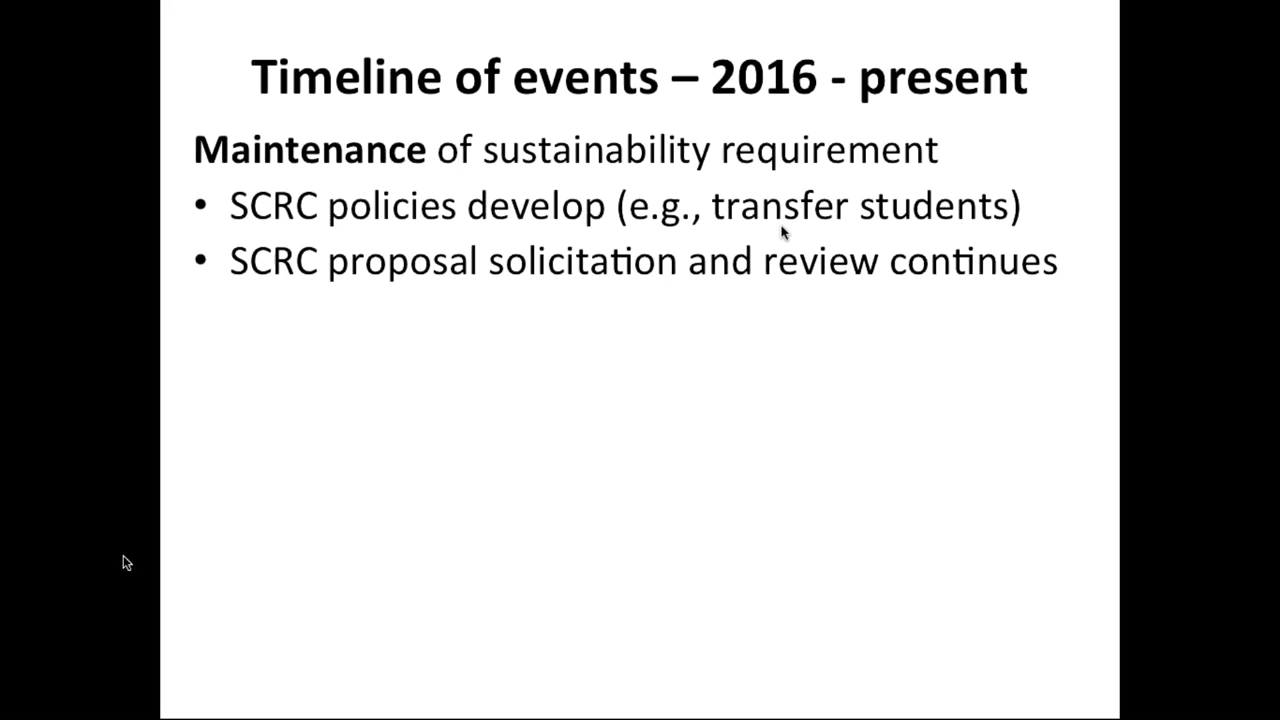 Timeline of events – 2016 - present
Maintenance of sustainability requirement
• SCRC policies develop (e.g., transfer students)
• SCRC proposal solicitation and review continues